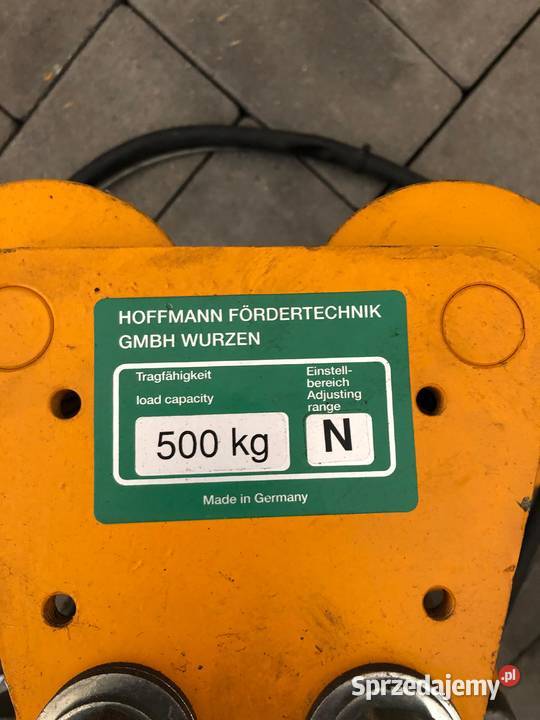 HOFFMANN FÖRDERTECHNIK
GMBH WURZEN
Tragfähigkeit
load capacity
500 kg
Einstell-
bereich
Adjusting
range
N
Made in Germany
Sprzedajemy.pl